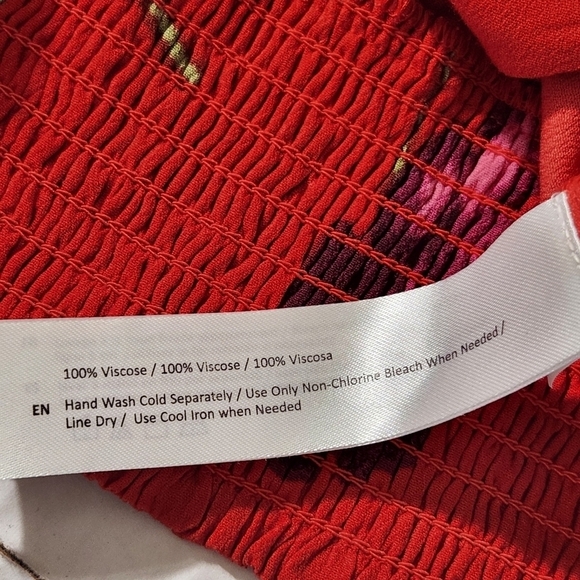 100% Viscose / 100% Viscose / 100% Viscosa
EN Hand Wash Cold Separately / Use Only Non-Chlorine Bleach When Needed /
Line Dry / Use Cool Iron when Needed